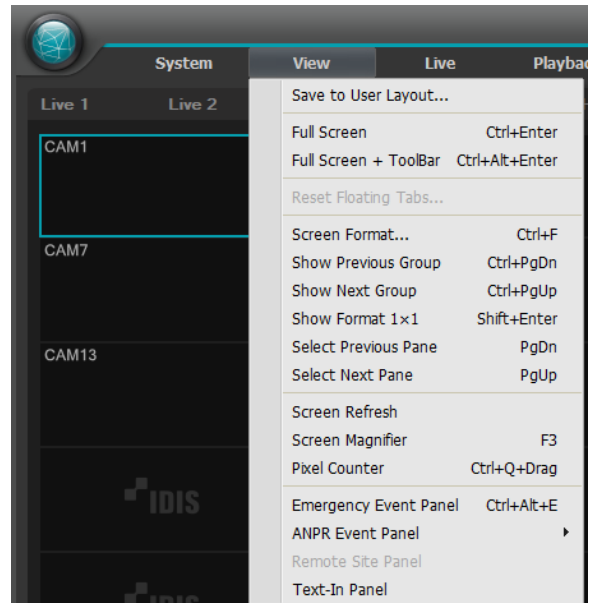 System View Live Playbac
Live 1 Live 2
CAM1
CAM7
CAM13
IDIS
IDIS
Save to User Layout...
Full Screen Ctrl+Enter
Full Screen + ToolBar Ctrl+Alt+Enter
Reset Floating Tabs...
Screen Format... Ctrl+F
Show Previous Group Ctrl+PgDn
Show Next Group Ctrl+PgUp
Show Format 1×1 Shift+Enter
Select Previous Pane PgDn
Select Next Pane PgUp
Screen Refresh
Screen Magnifier F3
Pixel Counter Ctrl+Q+Drag
Emergency Event Panel Ctrl+Alt+E
ANPR Event Panel
Remote Site Panel
Text-In Panel